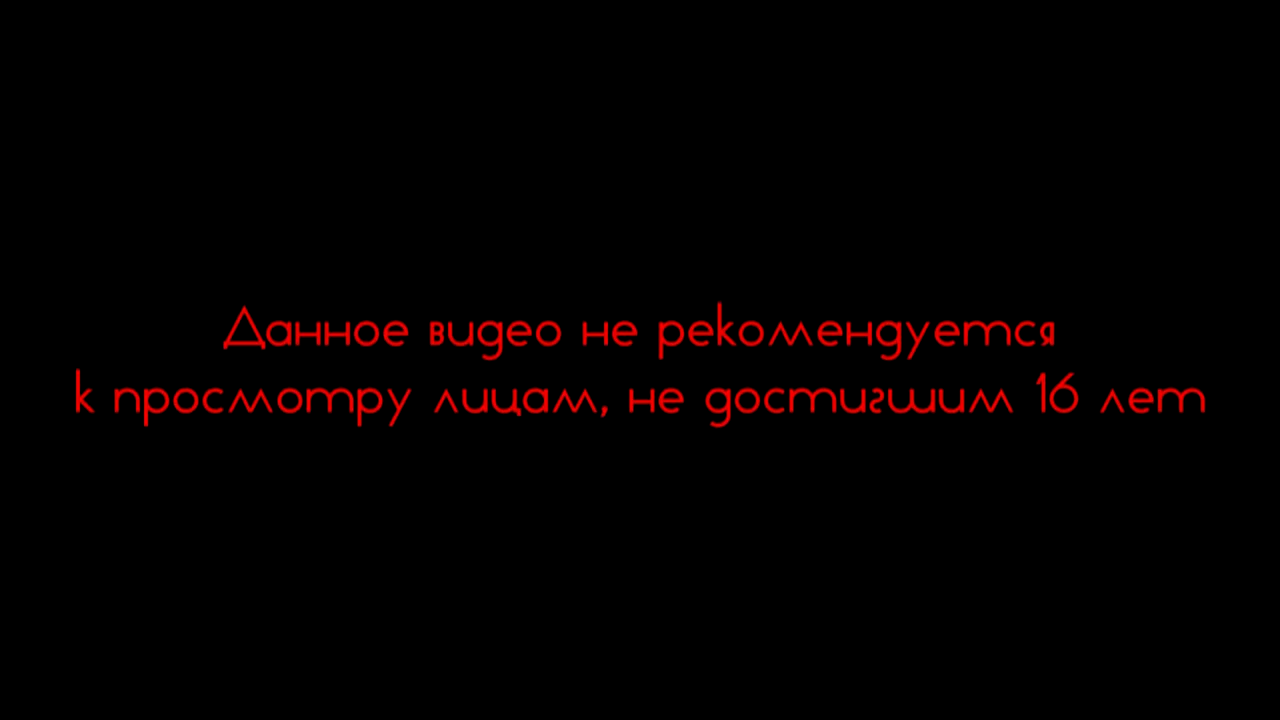 Данное видео не рекомендуется
к просмотру лицам, не достигшим 16 лет